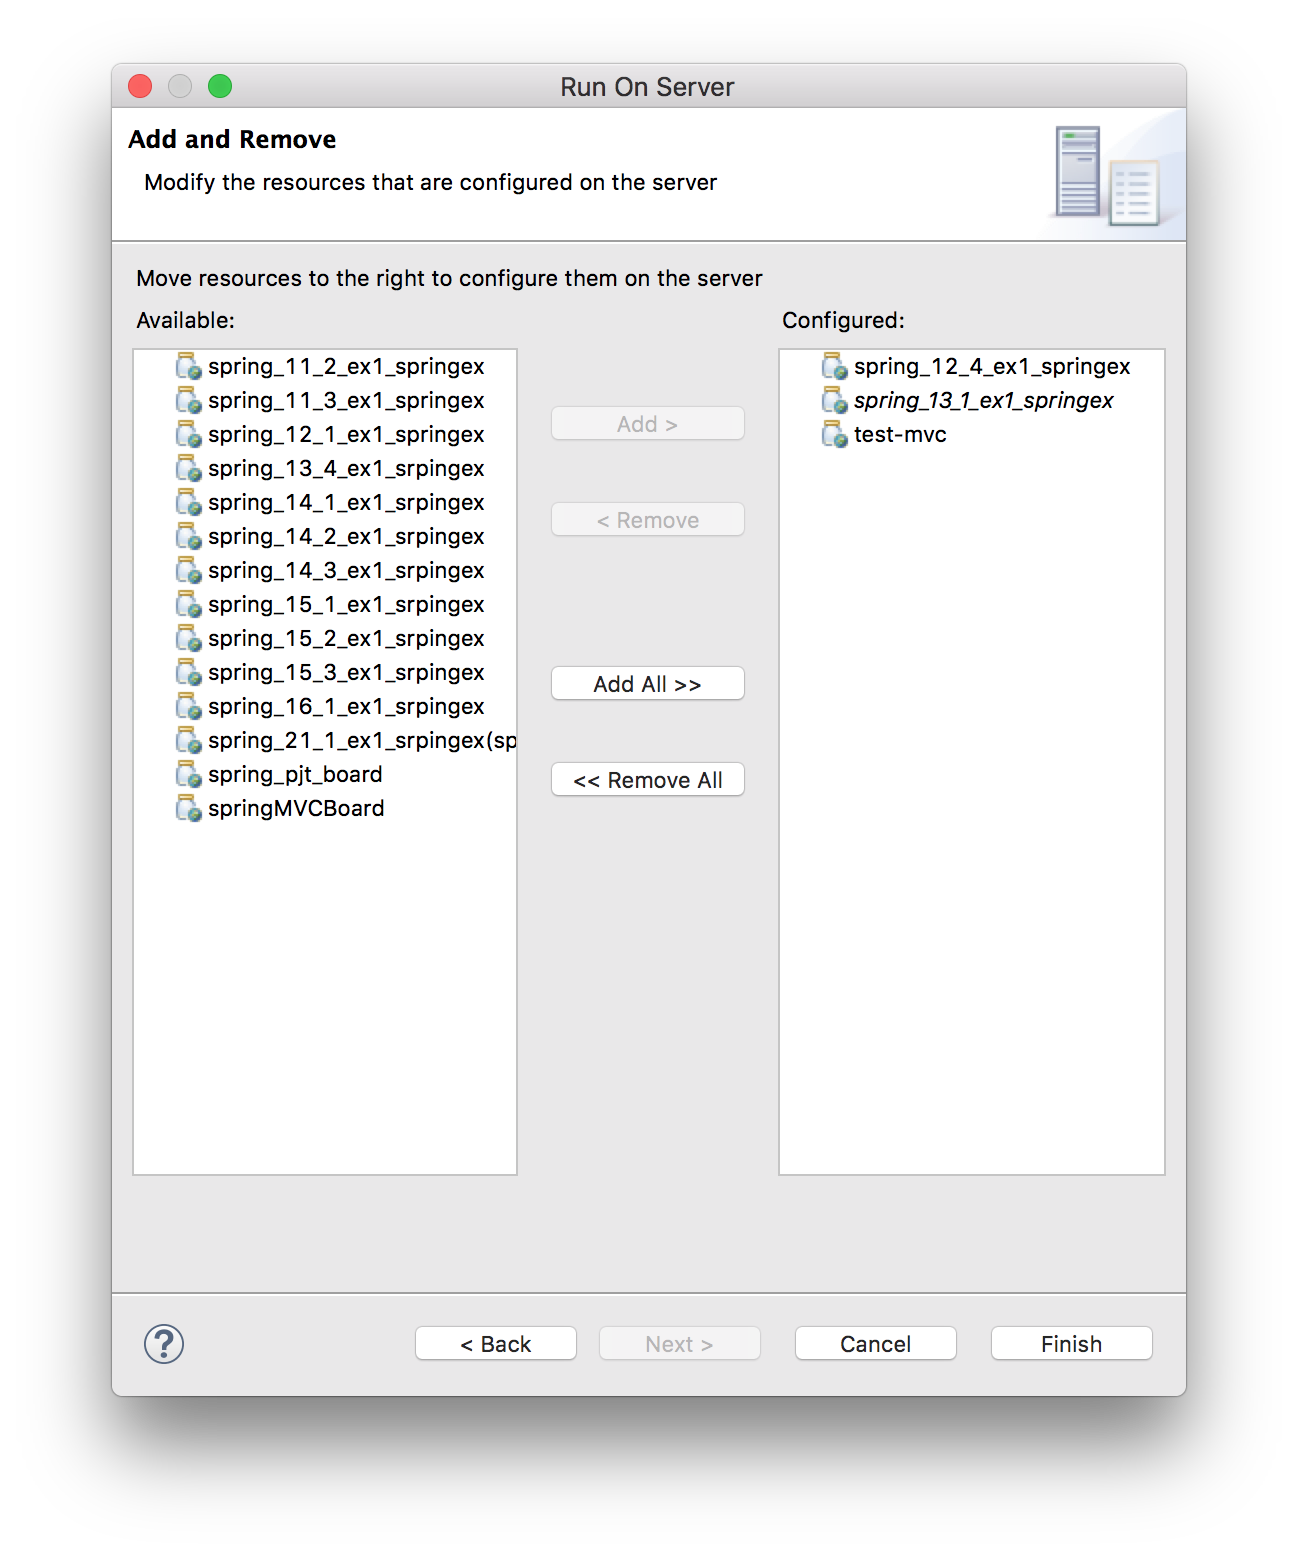 Run On Server
Add and Remove
Modify the resources that are configured on the server
Move resources to the right to configure them on the server
Available:
spring_11_2_ex1_springex
spring_11_3_ex1_springex
spring_12_1_ex1_springex
spring_13_4_ex1_srpingex
spring_14_1_ex1_srpingex
spring_14_2_ex1_srpingex
spring_14_3_ex1_srpingex
spring_15_1_ex1_srpingex
spring_15_2_ex1_srpingex
spring_15_3_ex1_srpingex
spring_16_1_ex1_srpingex
spring_21_1_ex1_srpingex(sp
spring_pjt_board
springMVCBoard
Add >
< Remove
Add All >>
<< Remove All
Configured:
spring_12_4_ex1_springex
spring_13_1_ex1_springex
test-mvc
?
< Back
Next >
Cancel
Finish